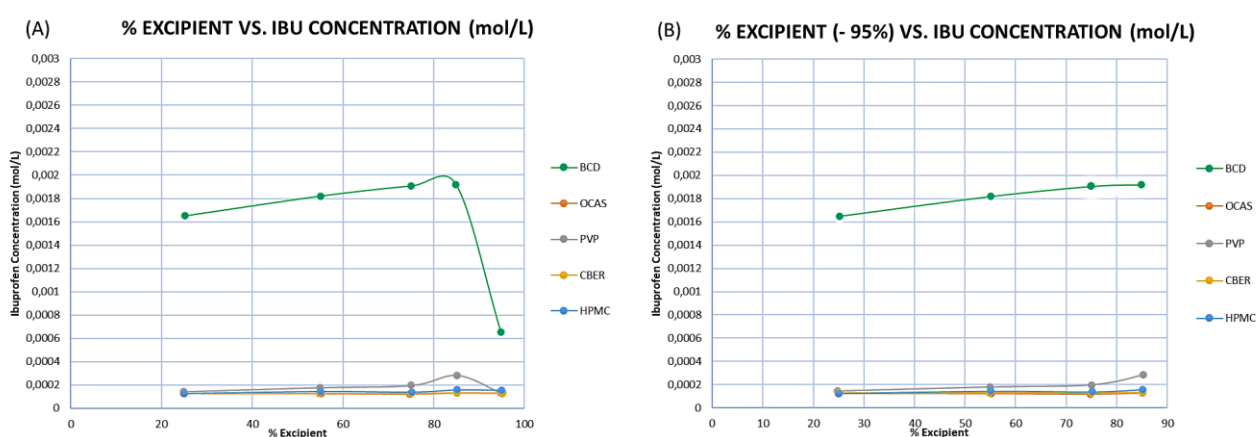 (A) % EXCIPIENT VS. IBU CONCENTRATION (mol/L)
Ibuprofen Concentration (mol/L)
0,003
0,0028
0,0026
0,0024
0,0022
0,002
0,0018
0,0016
0,0014
0,0012
0,001
0,0008
0,0006
0,0004
0,0002
0
0 20 40 60 80 100
% Excipient
BCD
OCAS
PVP
CBER
HPMC
(B) % EXCIPIENT (- 95%) VS. IBU CONCENTRATION (mol/L)
Ibuprofen Concentration (mol/L)
0,003
0,0028
0,0026
0,0024
0,0022
0,002
0,0018
0,0016
0,0014
0,0012
0,001
0,0008
0,0006
0,0004
0,0002
0
0 10 20 30 40 50 60 70 80 90
% Excipient
BCD
OCAS
PVP
CBER
HPMC